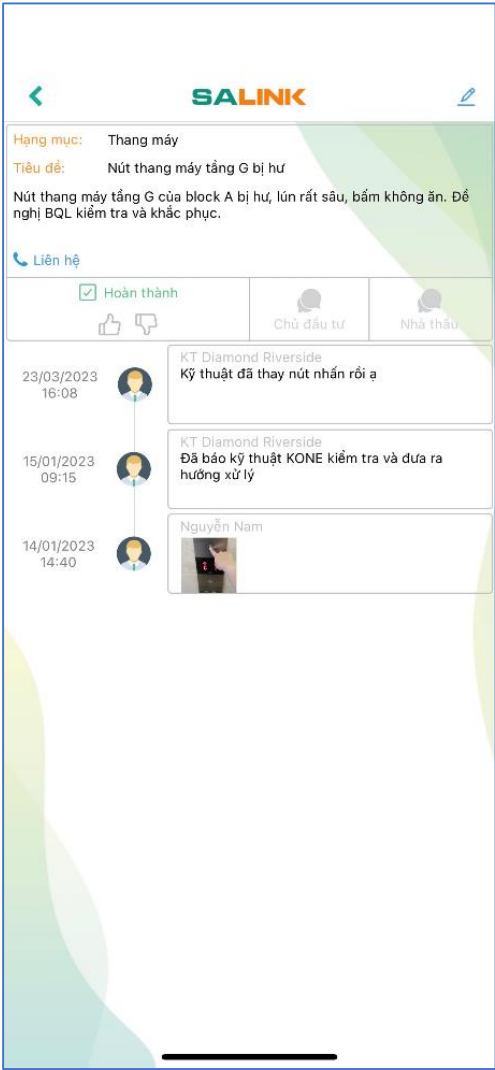 SALINK
Hạng mục: Thang máy
Tiêu đề: Nút thang máy tầng G bị hư
Nút thang máy tầng G của block A bị hư, lún rất sâu, bấm không ăn. Đề
nghị BQL kiểm tra và khắc phục.
Liên hệ
Hoàn thành
Chủ đầu tư
Nhà thầu
23/03/2023
16:08
KT Diamond Riverside
Kỹ thuật đã thay nút nhấn rồi ạ
15/01/2023
09:15
KT Diamond Riverside
Đã báo kỹ thuật KONE kiểm tra và đưa ra
hướng xử lý
14/01/2023
14:40
Nguyễn Nam